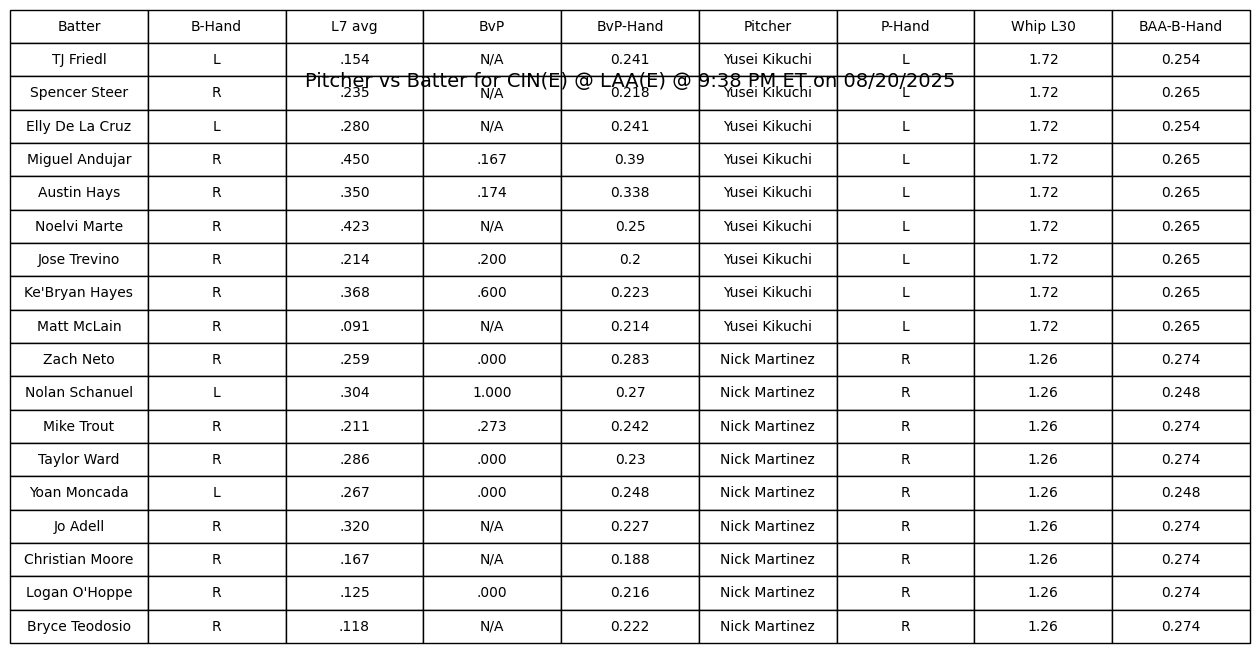 Batter B-Hand L7 avg BvP BvP-Hand Pitcher P-Hand Whip L30 BAA-B-Hand
TJ Friedl L .154 N/A 0.241 Yusei Kikuchi L 1.72 0.254
Pitcher vs Batter for CIN(E) @ LAA(E) @ 9:38 PM ET on 08/20/2025
Spencer Steer R .235 N/A 0.218 Yusei Kikuchi L 1.72 0.265
Elly De La Cruz L .280 N/A 0.241 Yusei Kikuchi L 1.72 0.254
Miguel Andujar R .450 .167 0.39 Yusei Kikuchi L 1.72 0.265
Austin Hays R .350 .174 0.338 Yusei Kikuchi L 1.72 0.265
Noelvi Marte R .423 N/A 0.25 Yusei Kikuchi L 1.72 0.265
Jose Trevino R .214 .200 0.2 Yusei Kikuchi L 1.72 0.265
Ke'Bryan Hayes R .368 .600 0.223 Yusei Kikuchi L 1.72 0.265
Matt McLain R .091 N/A 0.214 Yusei Kikuchi L 1.72 0.265
Zach Neto R .259 .000 0.283 Nick Martinez R 1.26 0.274
Nolan Schanuel L .304 1.000 0.27 Nick Martinez R 1.26 0.248
Mike Trout R .211 .273 0.242 Nick Martinez R 1.26 0.274
Taylor Ward R .286 .000 0.23 Nick Martinez R 1.26 0.274
Yoan Moncada L .267 .000 0.248 Nick Martinez R 1.26 0.248
Jo Adell R .320 N/A 0.227 Nick Martinez R 1.26 0.274
Christian Moore R .167 N/A 0.188 Nick Martinez R 1.26 0.274
Logan O'Hoppe R .125 .000 0.216 Nick Martinez R 1.26 0.274
Bryce Teodosio R .118 N/A 0.222 Nick Martinez R 1.26 0.274